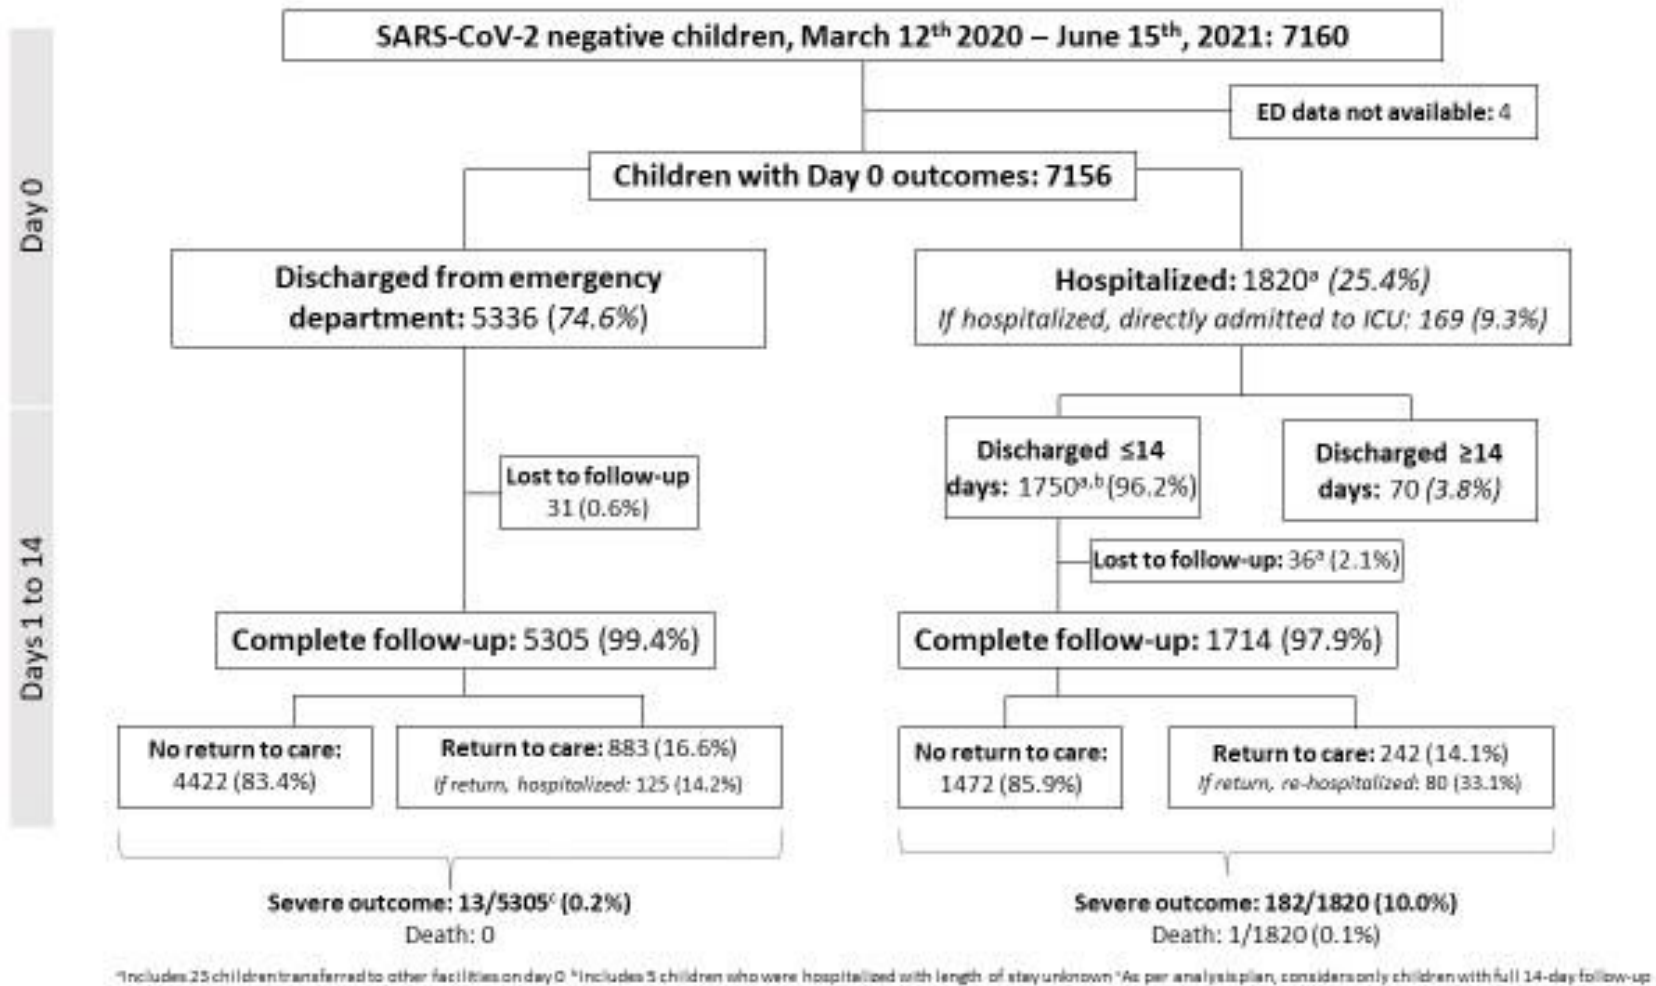 SARS-CoV-2 negative children, March 12th 2020 – June 15th, 2021: 7160
ED data not available: 4
Day 0
Children with Day 0 outcomes: 7156
Discharged from emergency
department: 5336 (74.6%)
Hospitalized: 1820a (25.4%)
If hospitalized, directly admitted to ICU: 169 (9.3%)
Days 1 to 14
Discharged ≤14
days: 1750a,b (96.2%)
Discharged ≥14
days: 70 (3.8%)
Lost to follow-up
31 (0.6%)
Lost to follow-up: 36a (2.1%)
Complete follow-up: 5305 (99.4%)
Complete follow-up: 1714 (97.9%)
No return to care:
4422 (83.4%)
Return to care: 883 (16.6%)
If return, hospitalized: 125 (14.2%)
No return to care:
1472 (85.9%)
Return to care: 242 (14.1%)
If return, re-hospitalized: 80 (33.1%)
Severe outcome: 13/5305c (0.2%)
Death: 0
Severe outcome: 182/1820 (10.0%)
Death: 1/1820 (0.1%)
aIncludes 23 children transferred to other facilities on day 0 bIncludes 5 children who were hospitalized with length of stay unknown cAs per analysis plan, considers only children with full 14-day follow-up